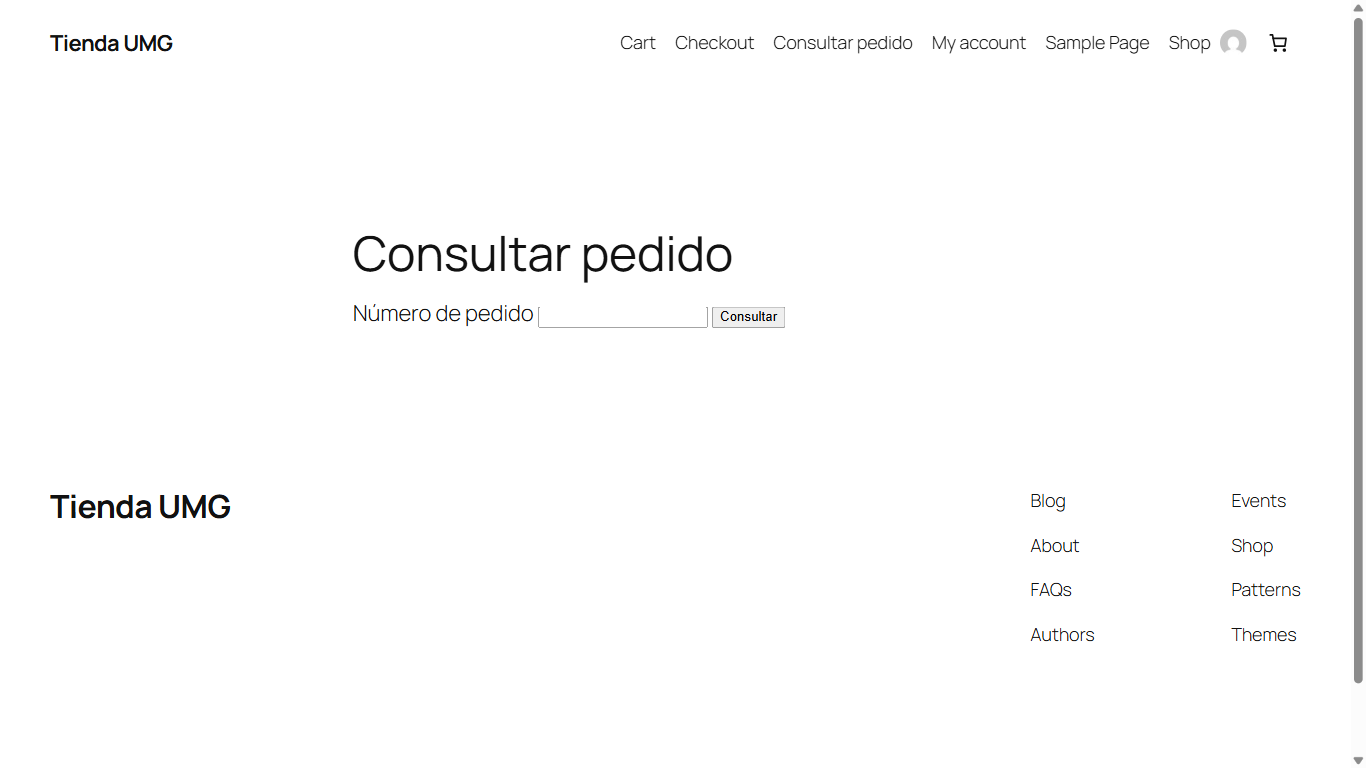 Tienda UMG
Cart Checkout Consultar pedido My account Sample Page Shop
Consultar pedido
Número de pedido Consultar
Tienda UMG
Blog
About
FAQs
Authors
Events
Shop
Patterns
Themes